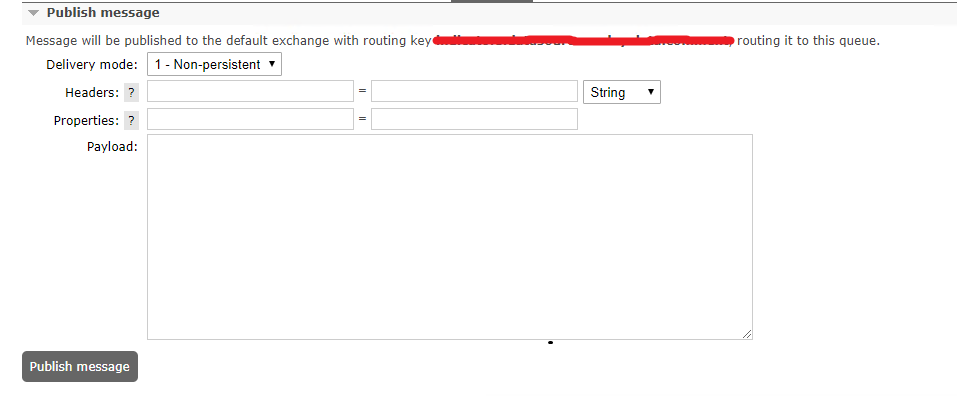 Publish message
Message will be published to the default exchange with routing key routing it to this queue.
Delivery mode: 1 - Non-persistent
Headers: ? = String
Properties: ? =
Payload:
Publish message